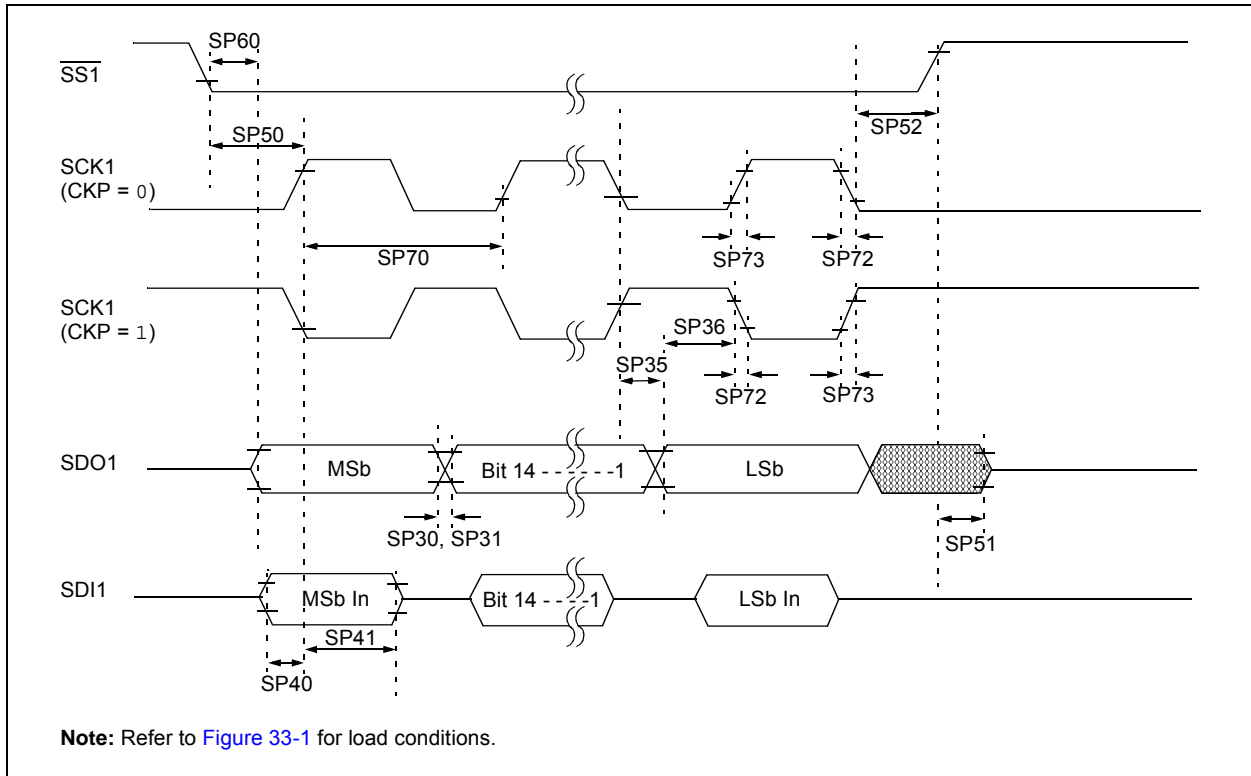 SP60
SS1
SP50
SP52
SCK1
(CKP = 0)
SP70
SP73
SP72
SCK1
(CKP = 1)
SP36
SP35
SP72
SP73
SDO1
MSb
Bit 14 - - - - - -1
LSb
SP30, SP31
SP51
SDI1
MSb In
Bit 14 - - - -1
LSb In
SP41
SP40
Note: Refer to Figure 33-1 for load conditions.